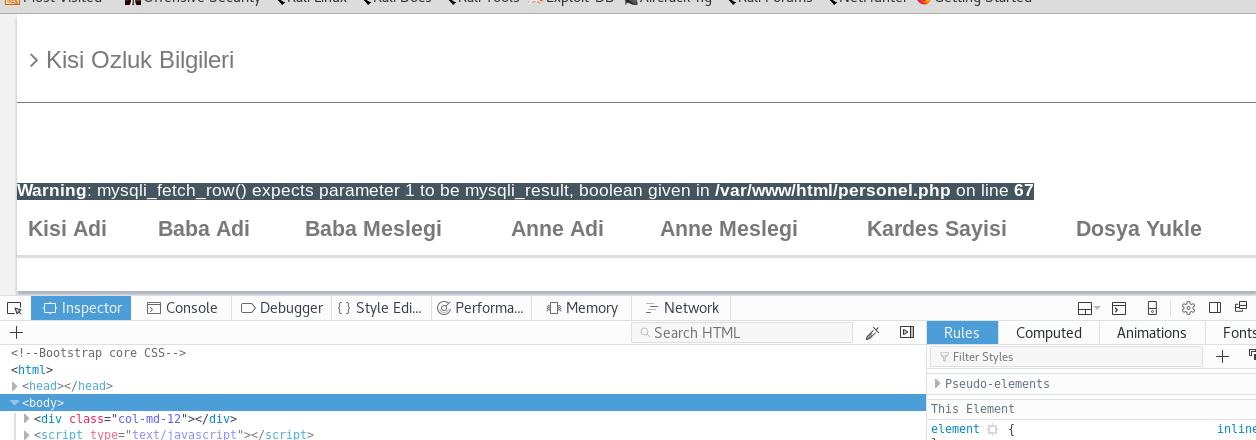 Most Visited Offensive Security Kali Linux Kali Docs Kali Tools Exploit-DB Aircrack-ng Kali Forums NetHunter Getting Started
> Kisi Ozluk Bilgileri
Warning: mysqli_fetch_row() expects parameter 1 to be mysqli_result, boolean given in /var/www/html/personel.php on line 67
Kisi Adi Baba Adi Baba Meslegi Anne Adi Anne Meslegi Kardes Sayisi Dosya Yukle
Inspector Console Debugger { } Style Edi... Performa... Memory Network
+ Search HTML Rules Computed Animations Fonts
<!--Bootstrap core CSS--> Filter Styles +
<html>
<head></head> Pseudo-elements
<body> This Element
<div class="col-md-12"></div> element { inline
<script type="text/javascript"></script>